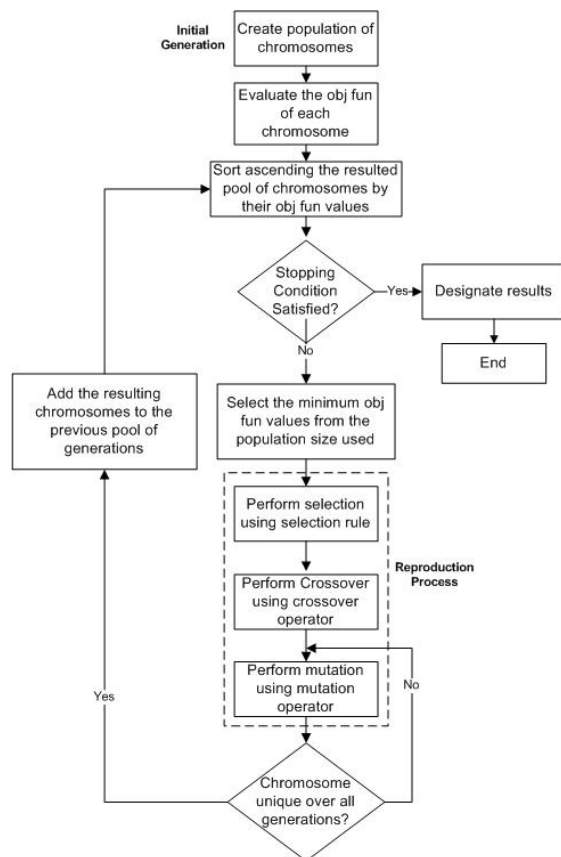 Initial
Generation
Create population of
chromosomes
Evaluate the obj fun
of each
chromosome
Sort ascending the resulted
pool of chromosomes by
their obj fun values
Stopping
Condition
Satisfied?
Yes
Designate results
End
No
Add the resulting
chromosomes to the
previous pool of
generations
Select the minimum obj
fun values from the
population size used
Perform selection
using selection rule
Reproduction
Process
Perform Crossover
using crossover
operator
Perform mutation
using mutation
operator
No
Yes
Chromosome
unique over all
generations?